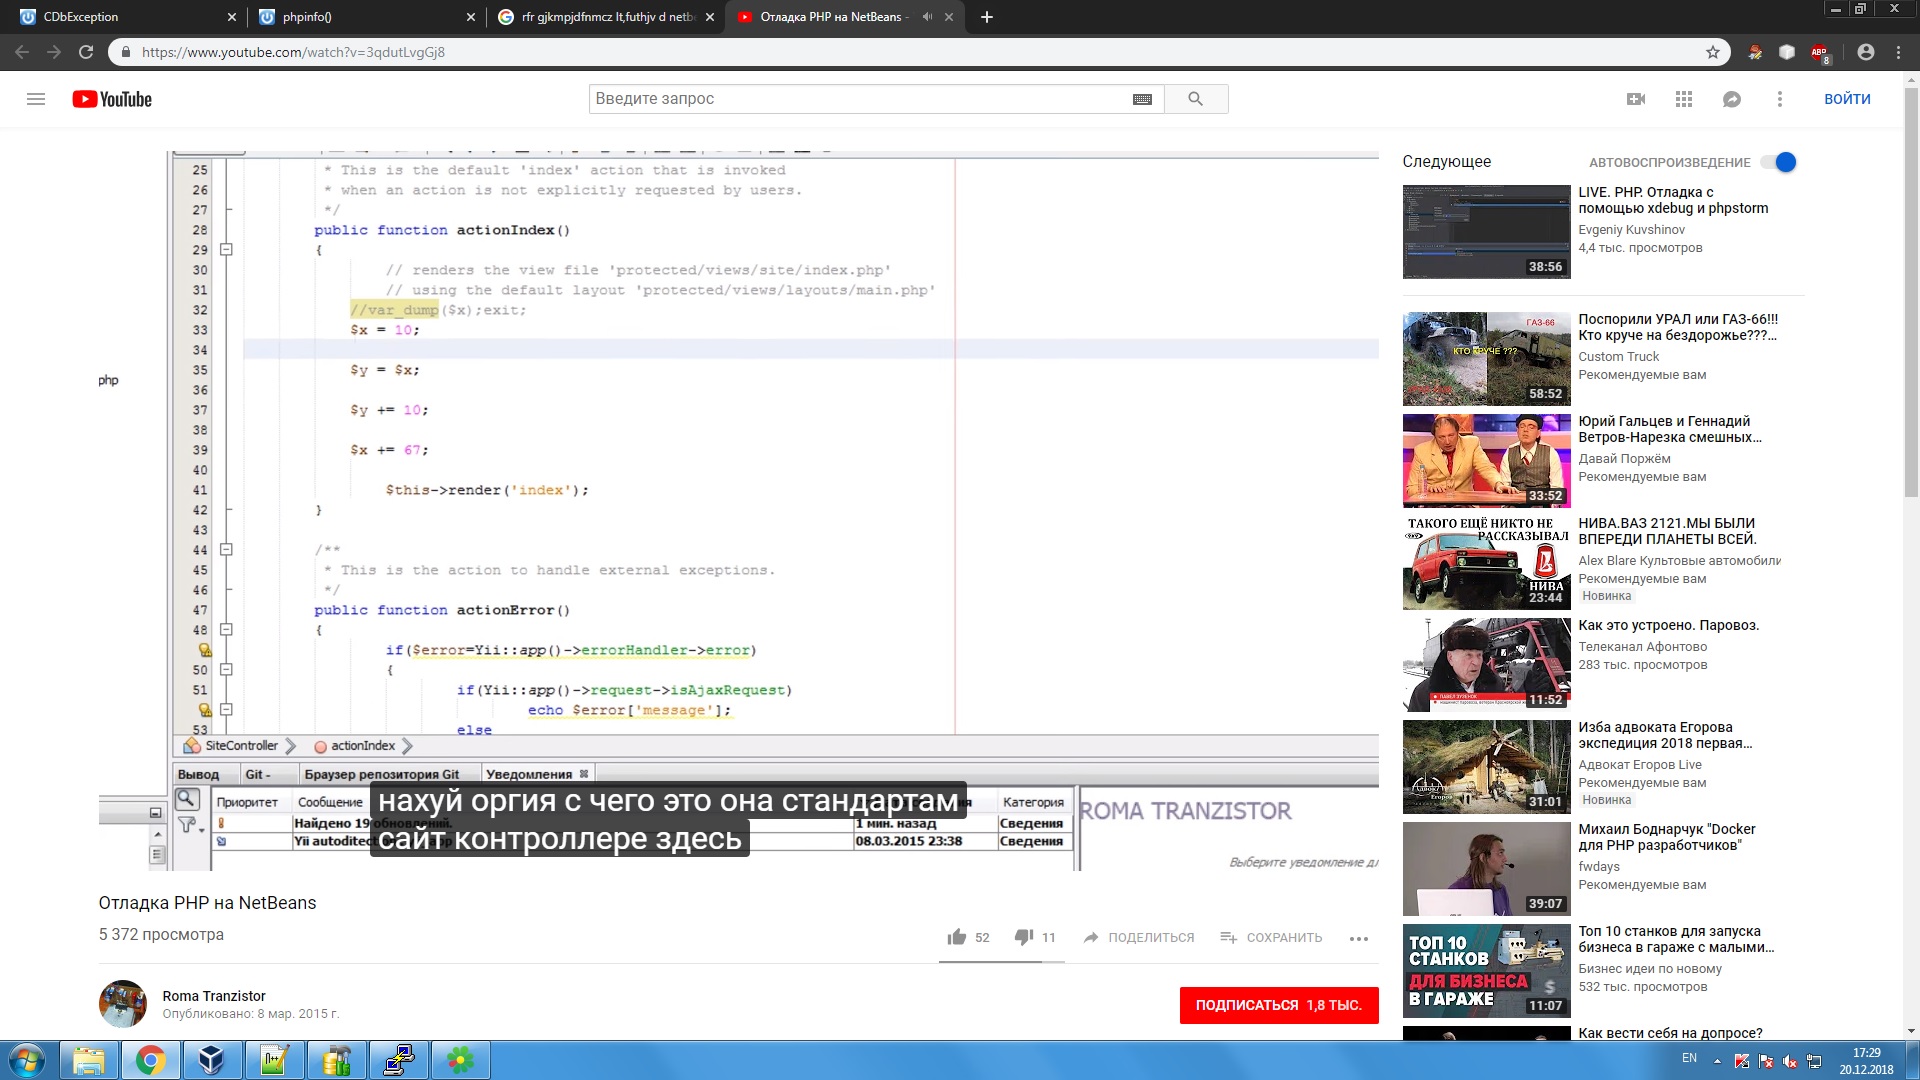 CDbException
phpinfo()
rfr gjkmpjdfnmcz lt,futhjv d netbe
Отладка PHP на NetBeans -
https://www.youtube.com/watch?v=3qdutLvgGj8
ABP
8
YouTube
Введите запрос
ВОЙТИ
php
25 * This is the default 'index' action that is invoked
26 * when an action is not explicitly requested by users.
27 */
28 public function actionIndex()
29 {
30 // renders the view file 'protected/views/site/index.php'
31 // using the default layout 'protected/views/layouts/main.php'
32 //var_dump($x);exit;
33 $x = 10;
34
35 $y = $x;
36
37 $y += 10;
38
39 $x += 67;
40
41 $this->render('index');
42 }
43
44 /**
45 * This is the action to handle external exceptions.
46 */
47 public function actionError()
48 {
if($error=Yii::app()->errorHandler->error)
50 {
51 if(Yii::app()->request->isAjaxRequest)
echo $error['message'];
53 else
SiteController
actionIndex
Вывод
Git -
Браузер репозитория Git
Уведомления
Приоритет Сообщение Категория
Найдено 19 1 мин. назад Сведения
Yii autoditect 08.03.2015 23:38 Сведения
нахуй оргия с чего это она стандартам
сайт контроллере здесь
ROMA TRANZISTOR
Выберите уведомление дл
Отладка PHP на NetBeans
5 372 просмотра
52
11
ПОДЕЛИТЬСЯ
СОХРАНИТЬ
Roma Tranzistor
Опубликовано: 8 мар. 2015 г.
ПОДПИСАТЬСЯ 1,8 ТЫС.
Следующее
АВТОВОСПРОИЗВЕДЕНИЕ
38:56
LIVE. PHP. Отладка с
помощью xdebug и phpstorm
Evgeniy Kuvshinov
4,4 тыс. просмотров
ГАЗ-66
КТО КРУЧЕ ???
58:52
Поспорили УРАЛ или ГАЗ-66!!!
Кто круче на бездорожье???...
Custom Truck
Рекомендуемые вам
33:52
Юрий Гальцев и Геннадий
Ветров-Нарезка смешных...
Давай Поржём
Рекомендуемые вам
ТАКОГО ЕЩЁ НИКТО НЕ
РАССКАЗЫВАЛ
НИВА
23:44
НИВА.ВАЗ 2121.МЫ БЫЛИ
ВПЕРЕДИ ПЛАНЕТЫ ВСЕЙ.
Alex Blare Культовые автомобили
Рекомендуемые вам
Новинка
11:52
Как это устроено. Паровоз.
Телеканал Афонтово
283 тыс. просмотров
31:01
Изба адвоката Егорова
экспедиция 2018 первая...
Адвокат Егоров Live
Рекомендуемые вам
Новинка
39:07
Михаил Боднарчук "Docker
для PHP разработчиков"
fwdays
Рекомендуемые вам
ТОП 10
СТАНКОВ
ДЛЯ БИЗНЕСА
В ГАРАЖЕ
11:07
Топ 10 станков для запуска
бизнеса в гараже с малыми...
Бизнес идеи по новому
532 тыс. просмотров
Как вести себя на допросе?
EN
17:29
20.12.2018